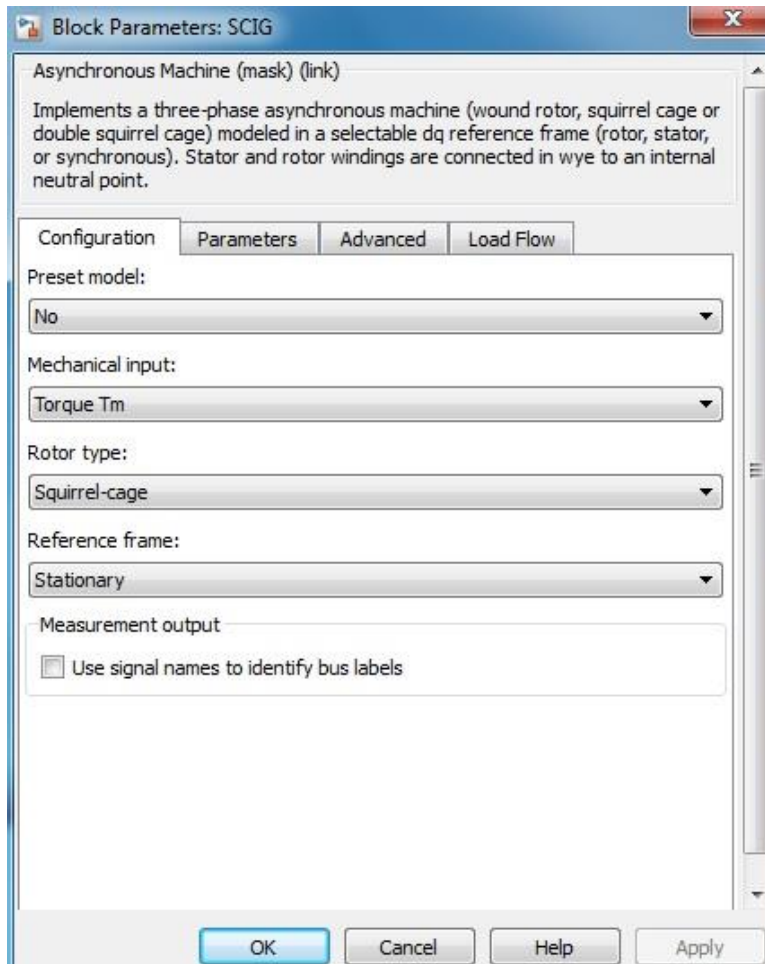 Block Parameters: SCIG
Asynchronous Machine (mask) (link)
Implements a three-phase asynchronous machine (wound rotor, squirrel cage or
double squirrel cage) modeled in a selectable dq reference frame (rotor, stator,
or synchronous). Stator and rotor windings are connected in wye to an internal
neutral point.
Configuration Parameters Advanced Load Flow
Preset model:
No
Mechanical input:
Torque Tm
Rotor type:
Squirrel-cage
Reference frame:
Stationary
Measurement output
Use signal names to identify bus labels
OK Cancel Help Apply